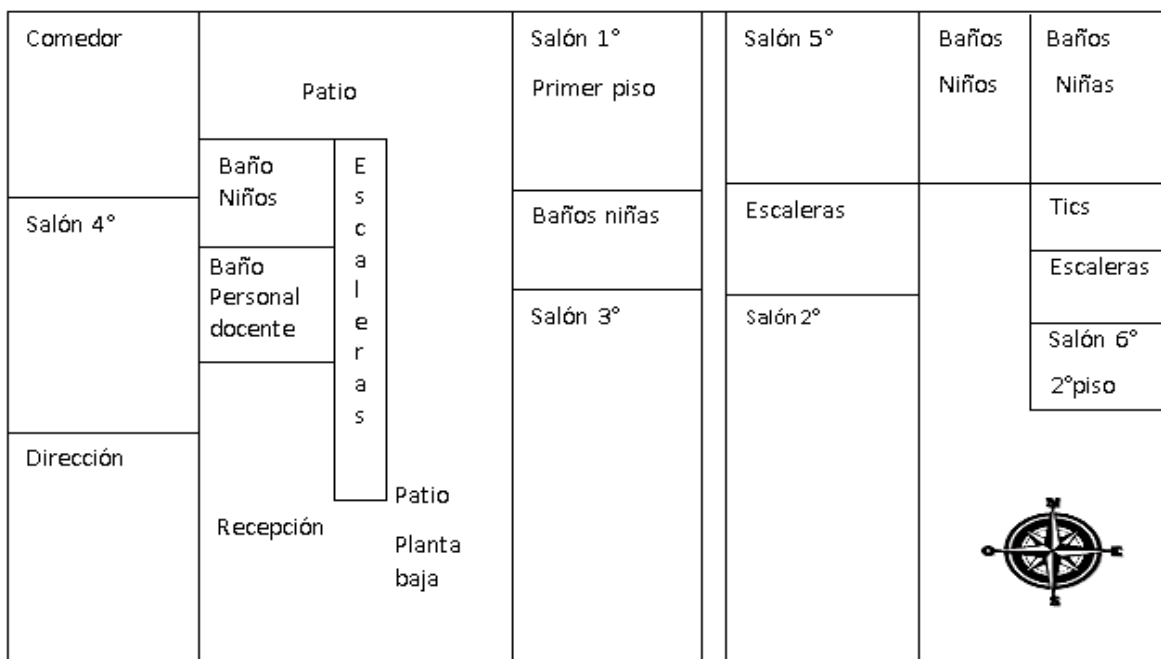 Comedor
Patio
Salón 1°
Primer piso
Salón 5°
Baños
Niños
Baños
Niñas
Baño
Niños
Escaleras
Salón 4°
Baños niñas
Escaleras
Tics
Escaleras
Baño
Personal
docente
Salón 3°
Salón 2°
Salón 6°
2°piso
Dirección
Recepción
Patio
Planta
baja
N
O
E
S